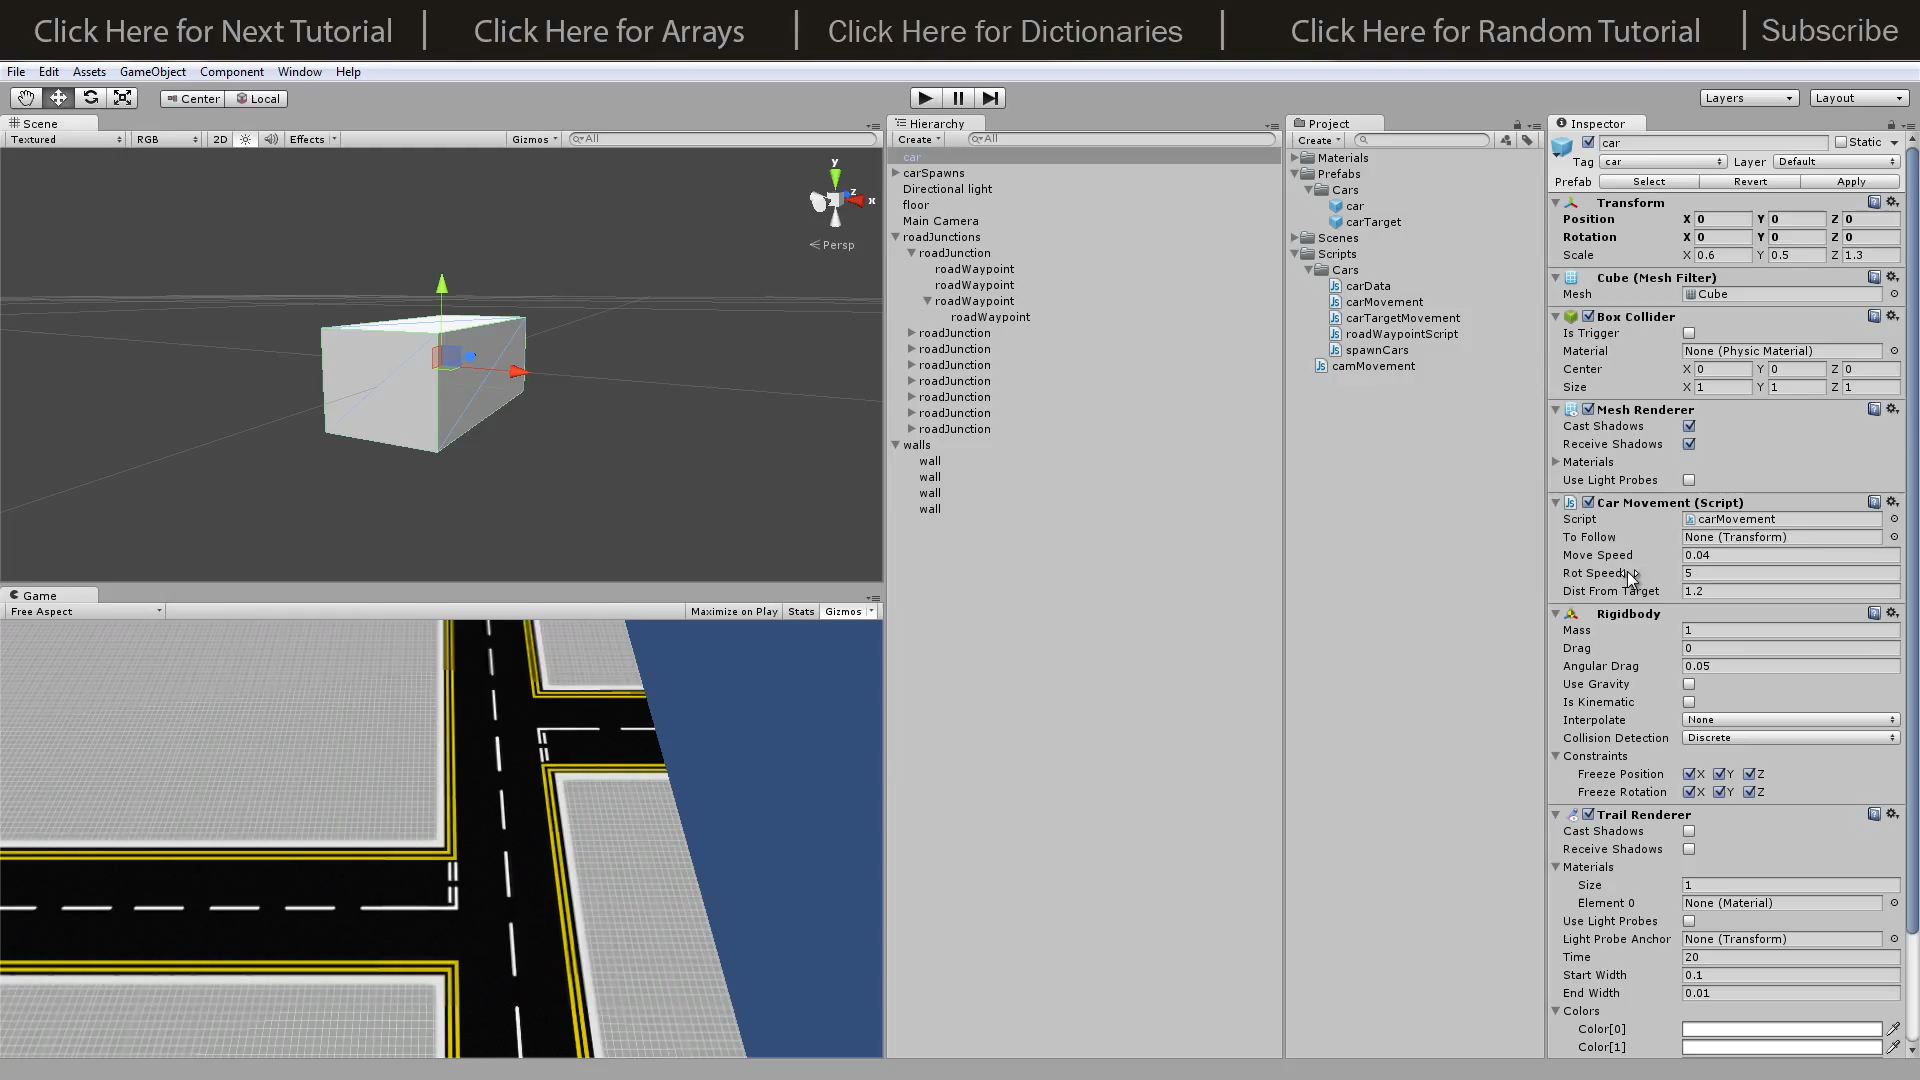 Click Here for Next Tutorial | Click Here for Arrays | Click Here for Dictionaries | Click Here for Random Tutorial | Subscribe
File Edit Assets GameObject Component Window Help
Center Local Layers Layout
Scene
Textured RGB 2D Effects Gizmos All
y
z
x
Persp
Game
Free Aspect Maximize on Play Stats Gizmos
Hierarchy
Create All
car
carSpawns
Directional light
floor
Main Camera
roadJunctions
roadJunction
roadWaypoint
roadWaypoint
roadWaypoint
roadWaypoint
roadJunction
roadJunction
roadJunction
roadJunction
roadJunction
roadJunction
roadJunction
walls
wall
wall
wall
wall
Project
Create
Materials
Prefabs
Cars
car
carTarget
Scenes
Scripts
Cars
carData
carMovement
carTargetMovement
roadWaypointScript
spawnCars
camMovement
Inspector
car Static
Tag car Layer Default
Prefab Select Revert Apply
Transform
Position X 0 Y 0 Z 0
Rotation X 0 Y 0 Z 0
Scale X 0.6 Y 0.5 Z 1.3
Cube (Mesh Filter)
Mesh Cube
Box Collider
Is Trigger
Material None (Physic Material)
Center X 0 Y 0 Z 0
Size X 1 Y 1 Z 1
Mesh Renderer
Cast Shadows
Receive Shadows
Materials
Use Light Probes
Car Movement (Script)
Script carMovement
To Follow None (Transform)
Move Speed 0.04
Rot Speed 5
Dist From Target 1.2
Rigidbody
Mass 1
Drag 0
Angular Drag 0.05
Use Gravity
Is Kinematic
Interpolate None
Collision Detection Discrete
Constraints
Freeze Position X Y Z
Freeze Rotation X Y Z
Trail Renderer
Cast Shadows
Receive Shadows
Materials
Size 1
Element 0 None (Material)
Use Light Probes
Light Probe Anchor None (Transform)
Time 20
Start Width 0.1
End Width 0.01
Colors
Color[0]
Color[1]